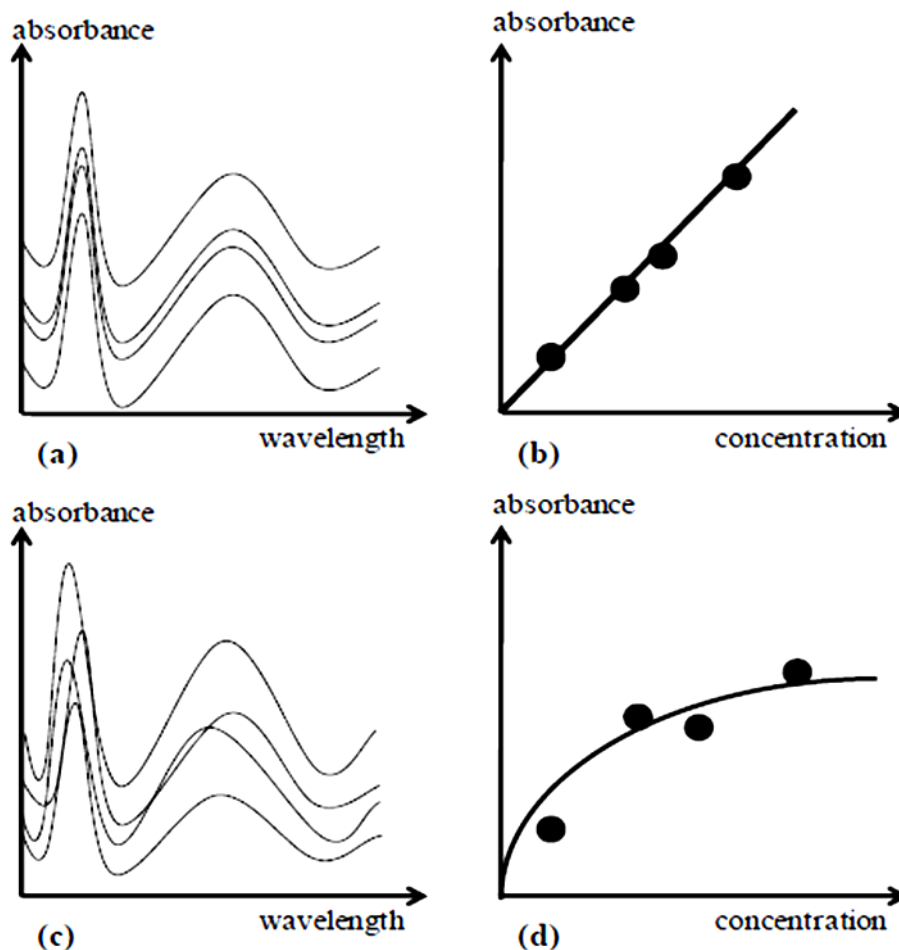 absorbance
absorbance
wavelength
concentration
(a)
(b)
absorbance
absorbance
wavelength
concentration
(c)
(d)